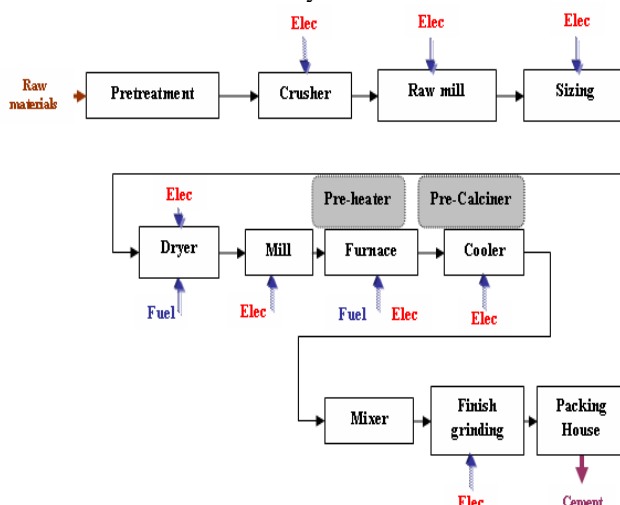 Elec
Elec
Elec
Raw
materials
Pretreatment
Crusher
Raw mill
Sizing
Elec
Pre-heater
Pre-Calciner
Dryer
Mill
Furnace
Cooler
Fuel
Elec
Fuel
Elec
Elec
Mixer
Finish
grinding
Packing
House
Elec
Cement